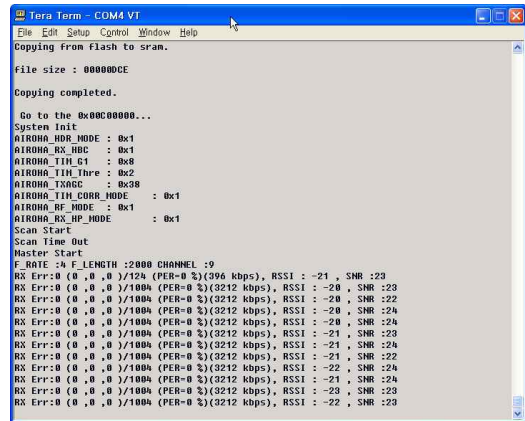 Tera Term - COM4 VT
File Edit Setup Control Window Help
Copying from flash to sram.
file size : 00000DCE
Copying completed.
Go to the 0x00C00000...
System Init
AIROHA_HDR_MODE : 0x1
AIROHA_RX_HBC : 0x1
AIROHA_TIM_G1 : 0x8
AIROHA_TIM_Thre : 0x2
AIROHA_TXAGC : 0x38
AIROHA_TIM_CORR_MODE : 0x1
AIROHA_RF_MODE : 0x1
AIROHA_RX_HP_MODE : 0x1
Scan Start
Scan Time Out
Master Start
F_RATE :4 F_LENGTH :2000 CHANNEL :9
RX Err:0 (0 ,0 ,0 )/124 (PER=0 %)(396 kbps), RSSI : -21 , SNR :23
RX Err:0 (0 ,0 ,0 )/1004 (PER=0 %)(3212 kbps), RSSI : -20 , SNR :23
RX Err:0 (0 ,0 ,0 )/1004 (PER=0 %)(3212 kbps), RSSI : -20 , SNR :22
RX Err:0 (0 ,0 ,0 )/1004 (PER=0 %)(3212 kbps), RSSI : -20 , SNR :24
RX Err:0 (0 ,0 ,0 )/1004 (PER=0 %)(3212 kbps), RSSI : -20 , SNR :24
RX Err:0 (0 ,0 ,0 )/1004 (PER=0 %)(3212 kbps), RSSI : -21 , SNR :23
RX Err:0 (0 ,0 ,0 )/1004 (PER=0 %)(3212 kbps), RSSI : -21 , SNR :24
RX Err:0 (0 ,0 ,0 )/1004 (PER=0 %)(3212 kbps), RSSI : -21 , SNR :22
RX Err:0 (0 ,0 ,0 )/1004 (PER=0 %)(3212 kbps), RSSI : -22 , SNR :24
RX Err:0 (0 ,0 ,0 )/1004 (PER=0 %)(3212 kbps), RSSI : -21 , SNR :24
RX Err:0 (0 ,0 ,0 )/1004 (PER=0 %)(3212 kbps), RSSI : -23 , SNR :23
RX Err:0 (0 ,0 ,0 )/1004 (PER=0 %)(3212 kbps), RSSI : -22 , SNR :23